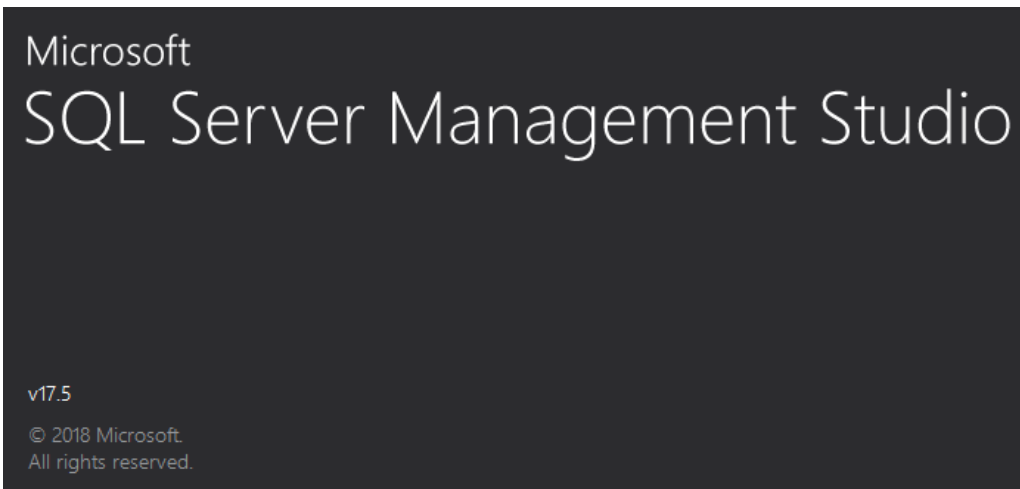 Microsoft
SQL Server Management Studio
v17.5
© 2018 Microsoft.
All rights reserved.